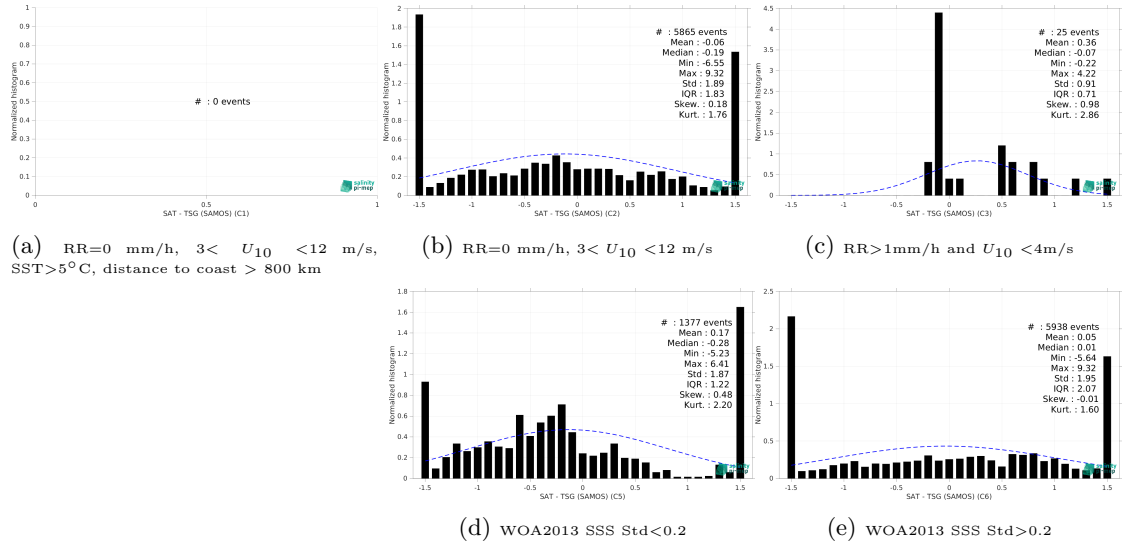 1
0.9
0.8
0.7
0.6
0.5
0.4
0.3
0.2
0.1
0
Normalized histogram
# : 0 events
salinity
pi-mep
0
0.5
1
SAT - TSG (SAMOS) (C1)
(a) RR=0 mm/h, 3< U10 <12 m/s,
SST>5°C, distance to coast > 800 km
2
1.8
1.6
1.4
1.2
1
0.8
0.6
0.4
0.2
0
Normalized histogram
# : 5865 events
Mean : -0.06
Median : -0.19
Min : -6.55
Max : 9.32
Std : 1.89
IQR : 1.83
Skew. : 0.18
Kurt. : 1.76
salinity
pi-mep
-1.5
-1
-0.5
0
0.5
1
1.5
SAT - TSG (SAMOS) (C2)
(b) RR=0 mm/h, 3< U10 <12 m/s
4.5
4
3.5
3
2.5
2
1.5
1
0.5
0
Normalized histogram
# : 25 events
Mean : 0.36
Median : -0.07
Min : -0.22
Max : 4.22
Std : 0.91
IQR : 0.71
Skew. : 0.98
Kurt. : 2.86
salinity
pi-mep
-1.5
-1
-0.5
0
0.5
1
1.5
SAT - TSG (SAMOS) (C3)
(c) RR>1mm/h and U10 <4m/s
1.8
1.6
1.4
1.2
1
0.8
0.6
0.4
0.2
0
Normalized histogram
# : 1377 events
Mean : 0.17
Median : -0.28
Min : -5.23
Max : 6.41
Std : 1.87
IQR : 1.22
Skew. : 0.48
Kurt. : 2.20
salinity
pi-mep
-1.5
-1
-0.5
0
0.5
1
1.5
SAT - TSG (SAMOS) (C5)
(d) WOA2013 SSS Std<0.2
2.5
2
1.5
1
0.5
0
Normalized histogram
# : 5938 events
Mean : 0.05
Median : 0.01
Min : -5.64
Max : 9.32
Std : 1.95
IQR : 2.07
Skew. : -0.01
Kurt. : 1.60
salinity
pi-mep
-1.5
-1
-0.5
0
0.5
1
1.5
SAT - TSG (SAMOS) (C6)
(e) WOA2013 SSS Std>0.2